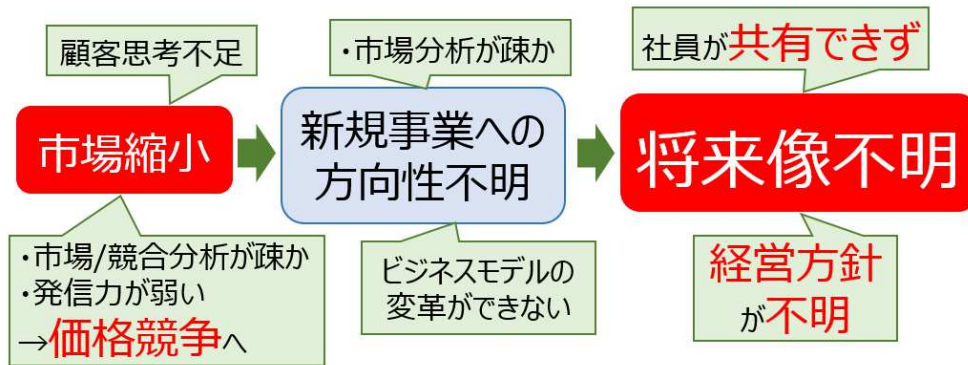 顧客思考不足
市場縮小
・市場/競合分析が疎か
・発信力が弱い
→価格競争へ
・市場分析が疎か
新規事業への
方向性不明
ビジネスモデルの
変革ができない
社員が共有できず
将来像不明
経営方針
が不明